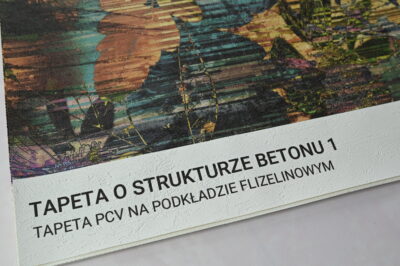 TAPETA O STRUKTURZE BETONU 1
TAPETA PCV NA PODKŁADZIE FLIZELINOWYM